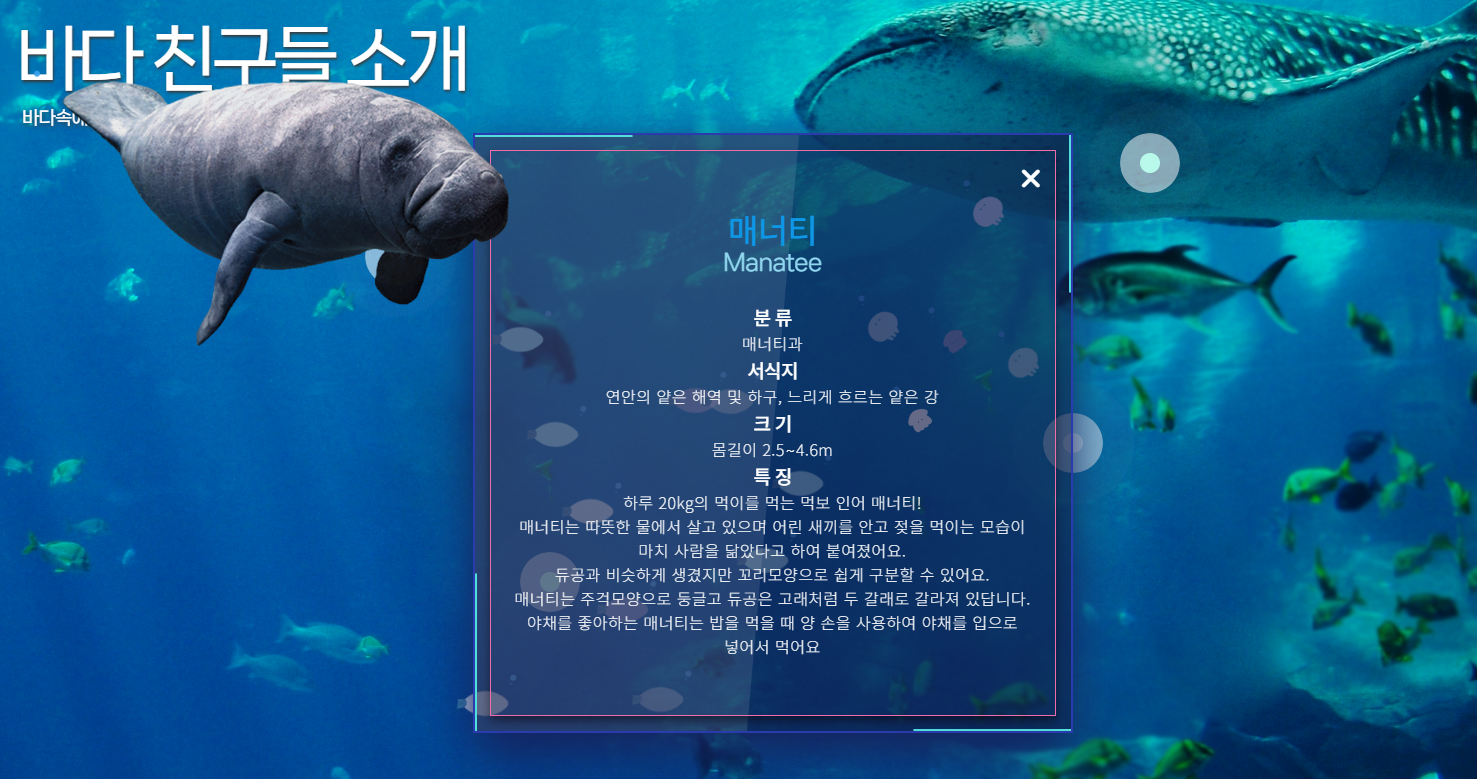 바다 친구들 소개
바다속에
매너티
Manatee
분 류
매너티과
서식지
연안의 얕은 해역 및 하구, 느리게 흐르는 얕은 강
크 기
몸길이 2.5~4.6m
특 징
하루 20kg의 먹이를 먹는 먹보 인어 매너티!
매너티는 따뜻한 물에서 살고 있으며 어린 새끼를 안고 젖을 먹이는 모습이
마치 사람을 닮았다고 하여 붙여졌어요.
듀공과 비슷하게 생겼지만 꼬리모양으로 쉽게 구분할 수 있어요.
매너티는 주걱모양으로 둥글고 듀공은 고래처럼 두 갈래로 갈라져 있답니다.
야채를 좋아하는 매너티는 밥을 먹을 때 양 손을 사용하여 야채를 입으로
넣어서 먹어요